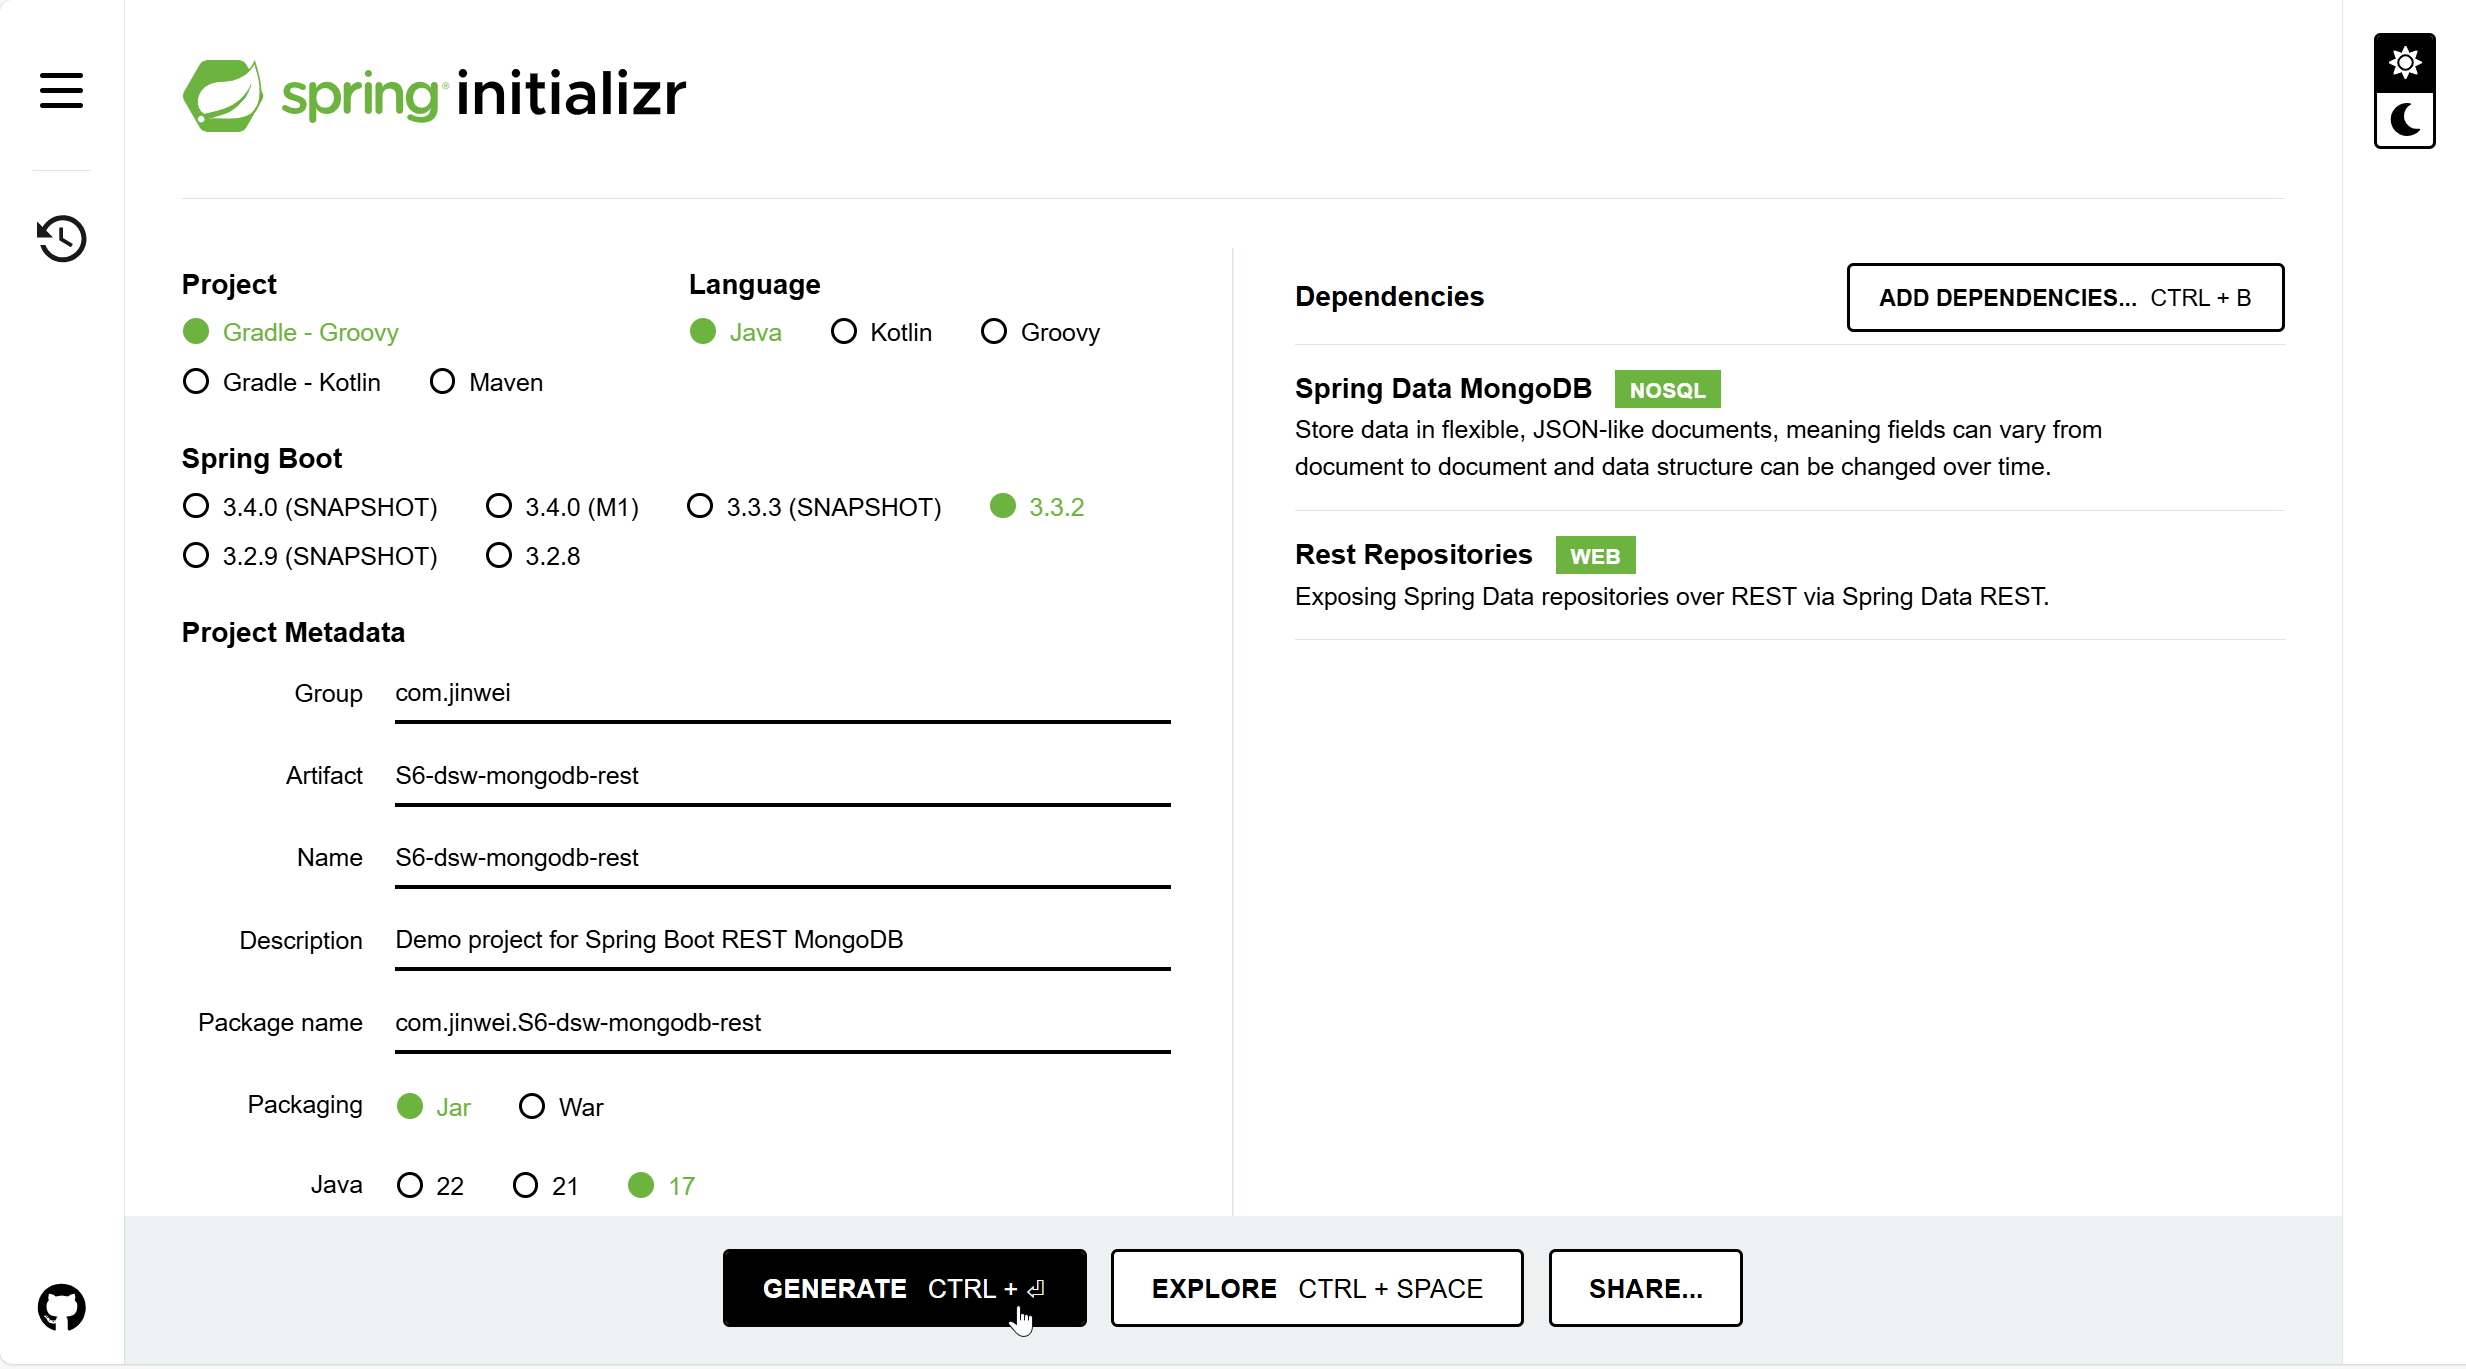 spring initializr
Project
Gradle - Groovy
Gradle - Kotlin Maven
Language
Java Kotlin Groovy
Spring Boot
3.4.0 (SNAPSHOT) 3.4.0 (M1) 3.3.3 (SNAPSHOT) 3.3.2
3.2.9 (SNAPSHOT) 3.2.8
Project Metadata
Group com.jinwei
Artifact S6-dsw-mongodb-rest
Name S6-dsw-mongodb-rest
Description Demo project for Spring Boot REST MongoDB
Package name com.jinwei.S6-dsw-mongodb-rest
Packaging Jar War
Java 22 21 17
Dependencies ADD DEPENDENCIES... CTRL + B
Spring Data MongoDB NOSQL
Store data in flexible, JSON-like documents, meaning fields can vary from
document to document and data structure can be changed over time.
Rest Repositories WEB
Exposing Spring Data repositories over REST via Spring Data REST.
GENERATE CTRL + ⏎ EXPLORE CTRL + SPACE SHARE...